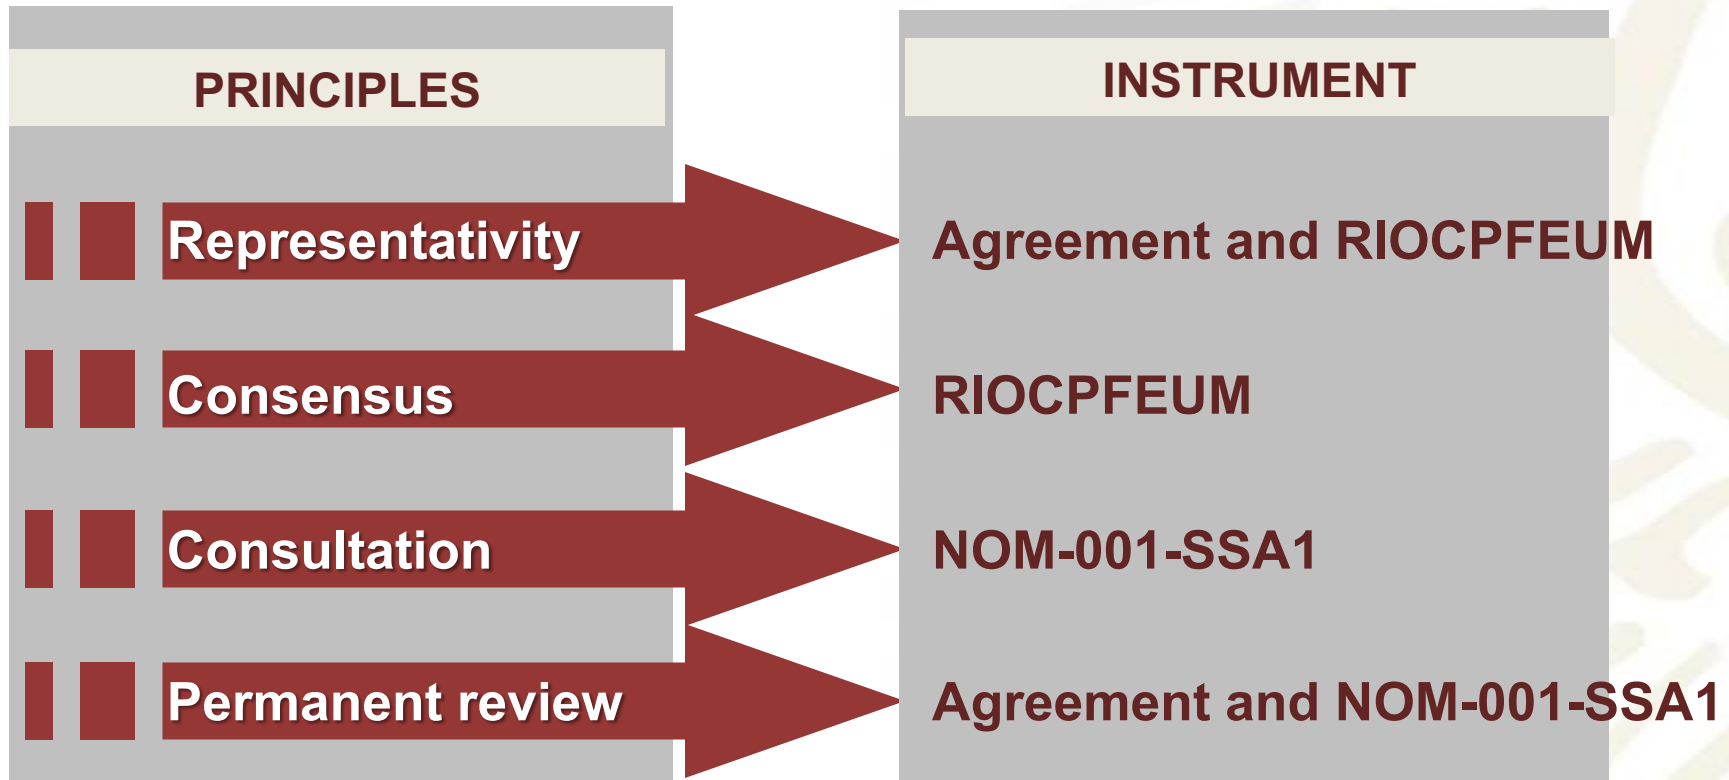 PRINCIPLES
INSTRUMENT
Representativity
Agreement and RIOCPFEUM
Consensus
RIOCPFEUM
Consultation
NOM-001-SSA1
Permanent review
Agreement and NOM-001-SSA1